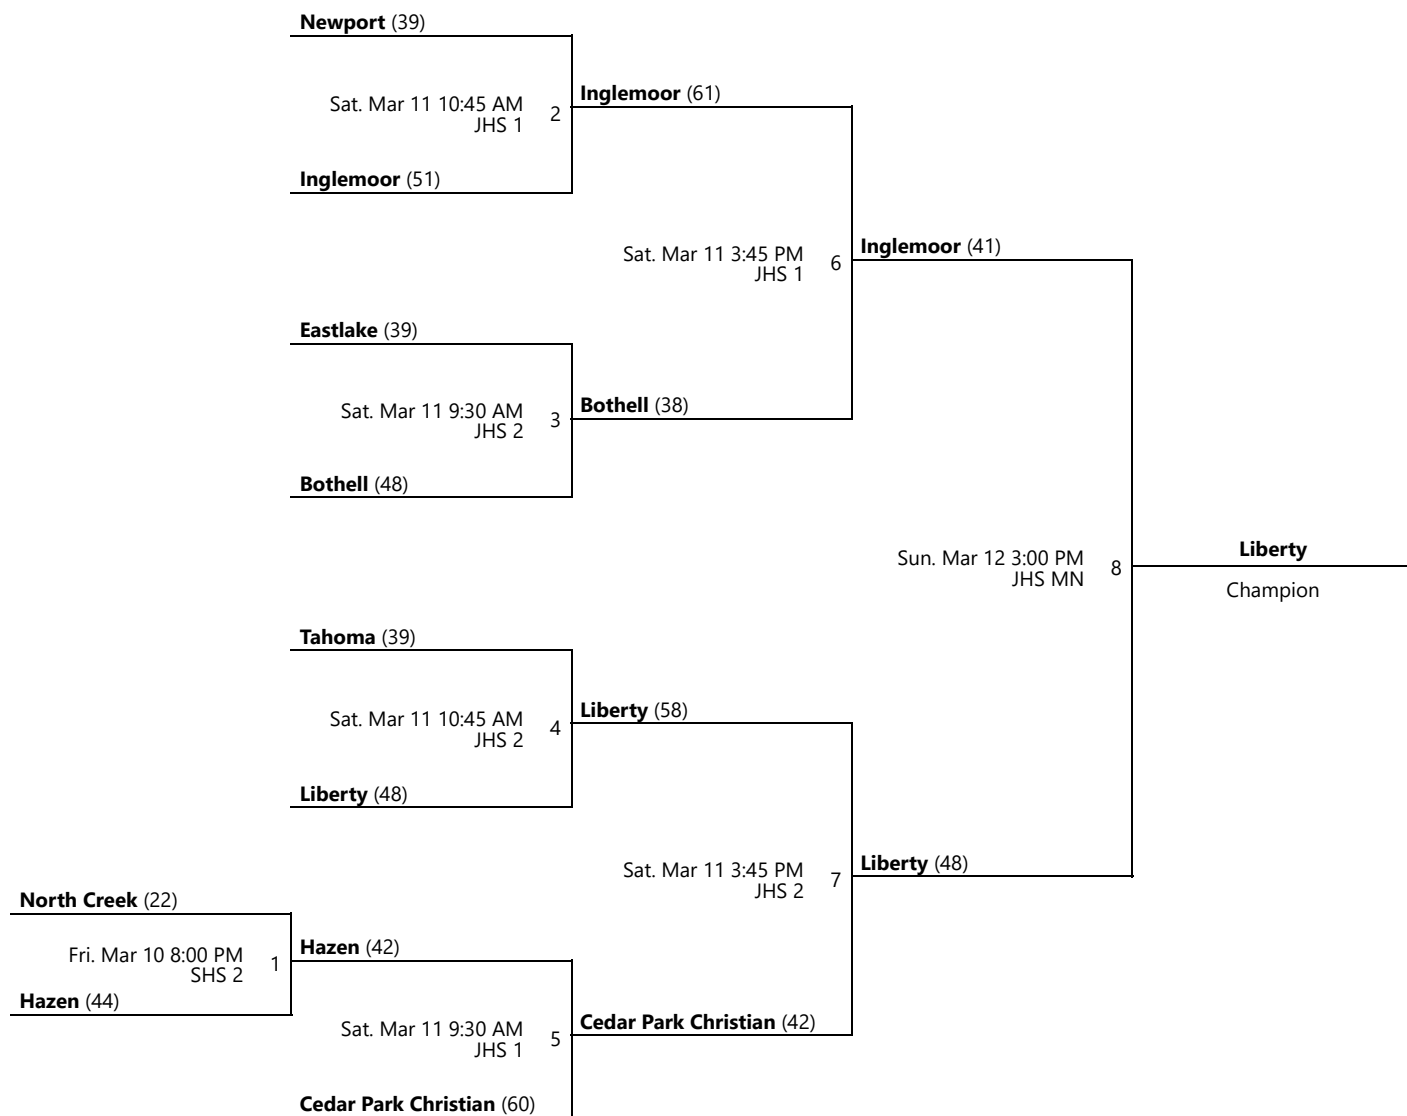 Newport (39)
Sat. Mar 11 10:45 AM
JHS 1
2
Inglemoor (61)
Inglemoor (51)
Sat. Mar 11 3:45 PM
JHS 1
6
Inglemoor (41)
Eastlake (39)
Sat. Mar 11 9:30 AM
JHS 2
3
Bothell (38)
Bothell (48)
Sun. Mar 12 3:00 PM
JHS MN
8
Liberty
Champion
Tahoma (39)
Sat. Mar 11 10:45 AM
JHS 2
4
Liberty (58)
Liberty (48)
Sat. Mar 11 3:45 PM
JHS 2
7
Liberty (48)
North Creek (22)
Fri. Mar 10 8:00 PM
SHS 2
1
Hazen (42)
Hazen (44)
Sat. Mar 11 9:30 AM
JHS 1
5
Cedar Park Christian (42)
Cedar Park Christian (60)